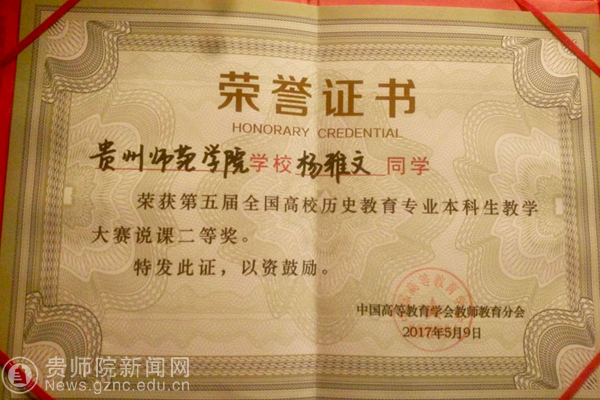 荣誉证书
HONORARY CREDENTIAL
贵州师范学院学校杨雅文同学
荣获第五届全国高校历史教育专业本科生教学
大赛说课二等奖。
特发此证，以资鼓励。
中国高等教育学会教师教育分会
2017年5月9日
贵师院新闻网
News.gznc.edu.cn